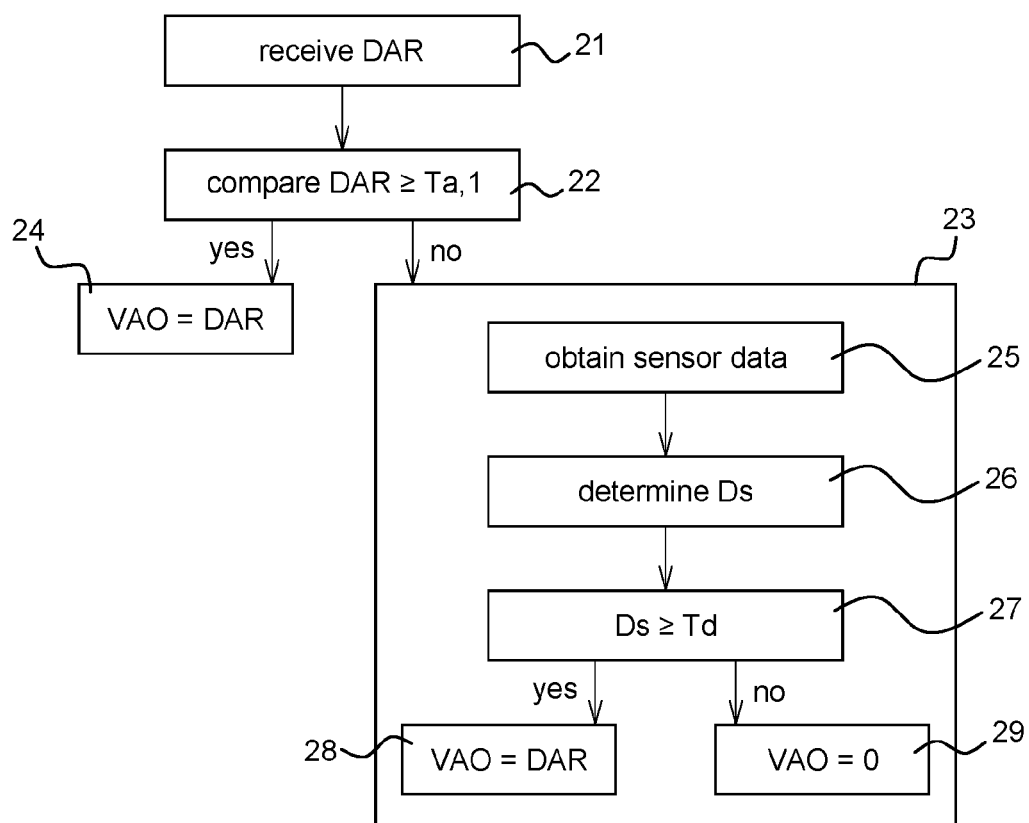 receive DAR
21
compare DAR ≥ Ta,1
22
24
yes
no
23
VAO = DAR
obtain sensor data
25
determine Ds
26
Ds ≥ Td
27
yes
no
28
VAO = DAR
VAO = 0
29